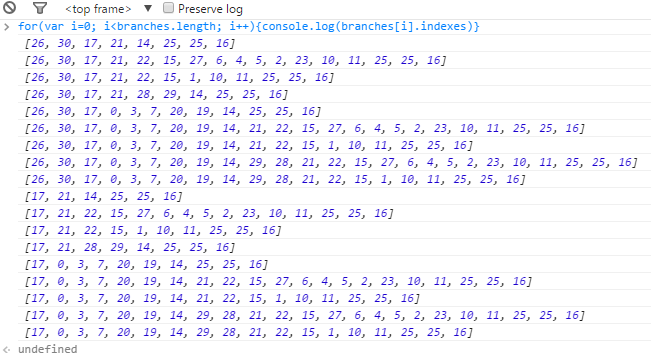 <top frame> ▼ Preserve log
> for(var i=0; i<branches.length; i++){console.log(branches[i].indexes)}
[26, 30, 17, 21, 14, 25, 25, 16]
[26, 30, 17, 21, 22, 15, 27, 6, 4, 5, 2, 23, 10, 11, 25, 25, 16]
[26, 30, 17, 21, 22, 15, 1, 10, 11, 25, 25, 16]
[26, 30, 17, 21, 28, 29, 14, 25, 25, 16]
[26, 30, 17, 0, 3, 7, 20, 19, 14, 25, 25, 16]
[26, 30, 17, 0, 3, 7, 20, 19, 14, 21, 22, 15, 27, 6, 4, 5, 2, 23, 10, 11, 25, 25, 16]
[26, 30, 17, 0, 3, 7, 20, 19, 14, 21, 22, 15, 1, 10, 11, 25, 25, 16]
[26, 30, 17, 0, 3, 7, 20, 19, 14, 29, 28, 21, 22, 15, 27, 6, 4, 5, 2, 23, 10, 11, 25, 25, 16]
[26, 30, 17, 0, 3, 7, 20, 19, 14, 29, 28, 21, 22, 15, 1, 10, 11, 25, 25, 16]
[17, 21, 14, 25, 25, 16]
[17, 21, 22, 15, 27, 6, 4, 5, 2, 23, 10, 11, 25, 25, 16]
[17, 21, 22, 15, 1, 10, 11, 25, 25, 16]
[17, 21, 28, 29, 14, 25, 25, 16]
[17, 0, 3, 7, 20, 19, 14, 25, 25, 16]
[17, 0, 3, 7, 20, 19, 14, 21, 22, 15, 27, 6, 4, 5, 2, 23, 10, 11, 25, 25, 16]
[17, 0, 3, 7, 20, 19, 14, 21, 22, 15, 1, 10, 11, 25, 25, 16]
[17, 0, 3, 7, 20, 19, 14, 29, 28, 21, 22, 15, 27, 6, 4, 5, 2, 23, 10, 11, 25, 25, 16]
[17, 0, 3, 7, 20, 19, 14, 29, 28, 21, 22, 15, 1, 10, 11, 25, 25, 16]
undefined